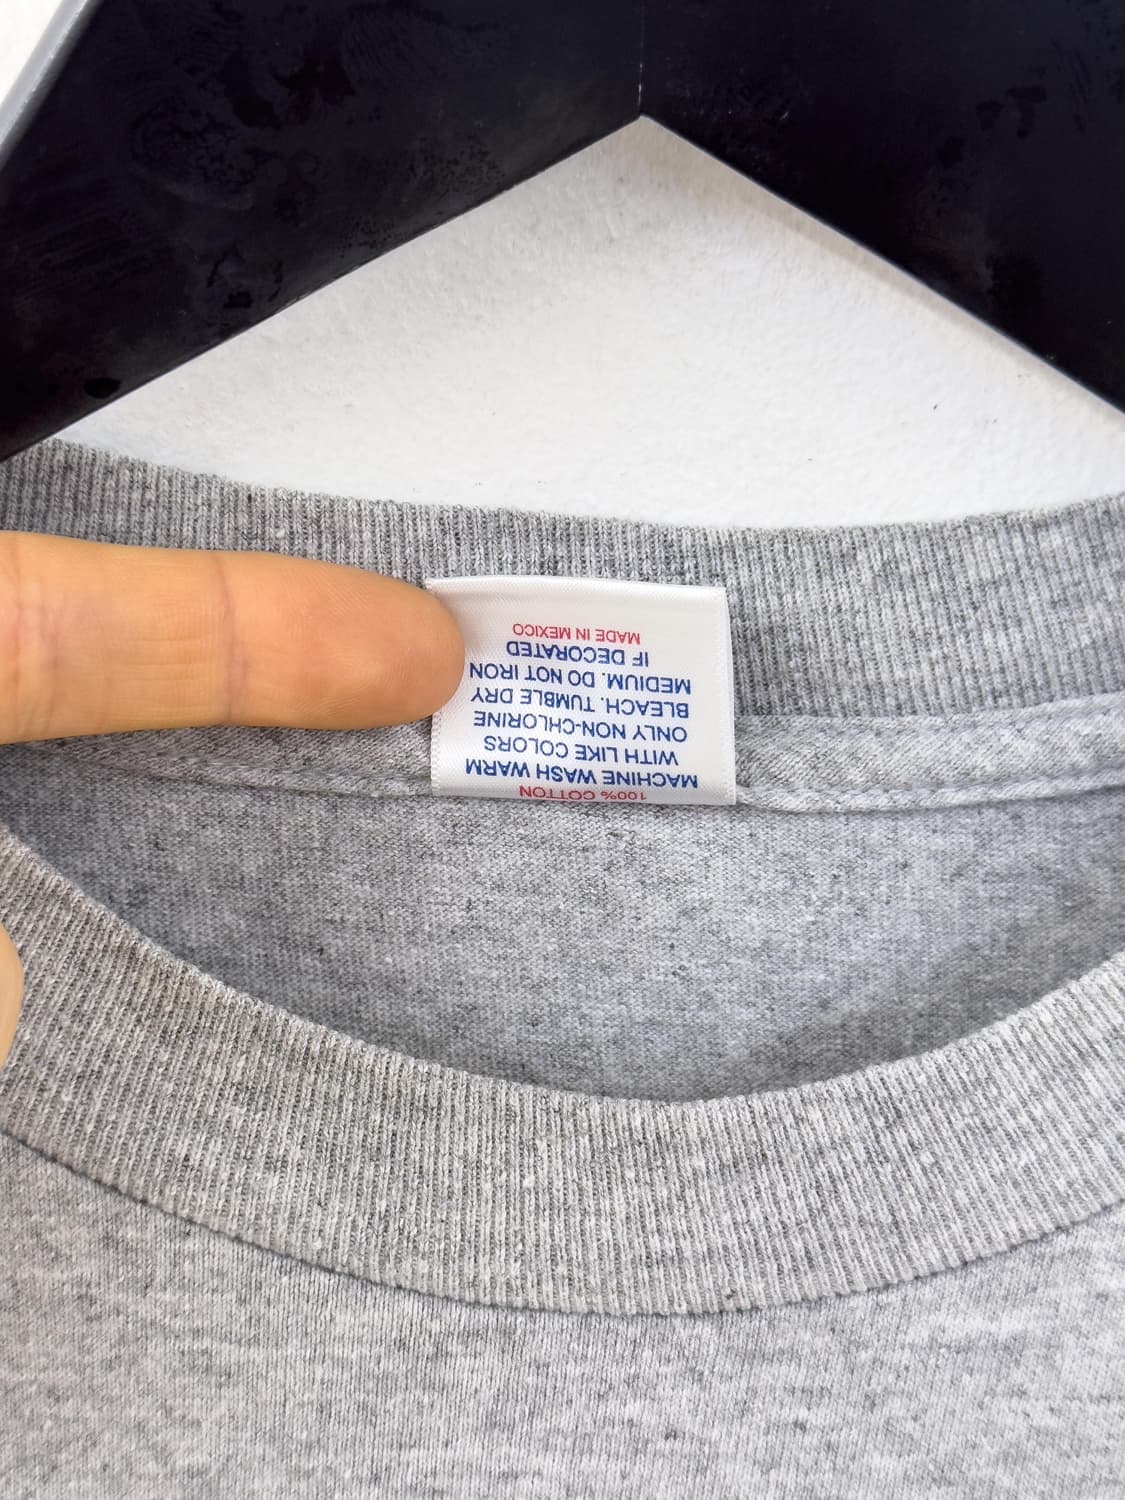 100% COTTON
MACHINE WASH WARM
WITH LIKE COLORS
ONLY NON-CHLORINE
BLEACH. TUMBLE DRY
MEDIUM. DO NOT IRON
IF DECORATED
MADE IN MEXICO